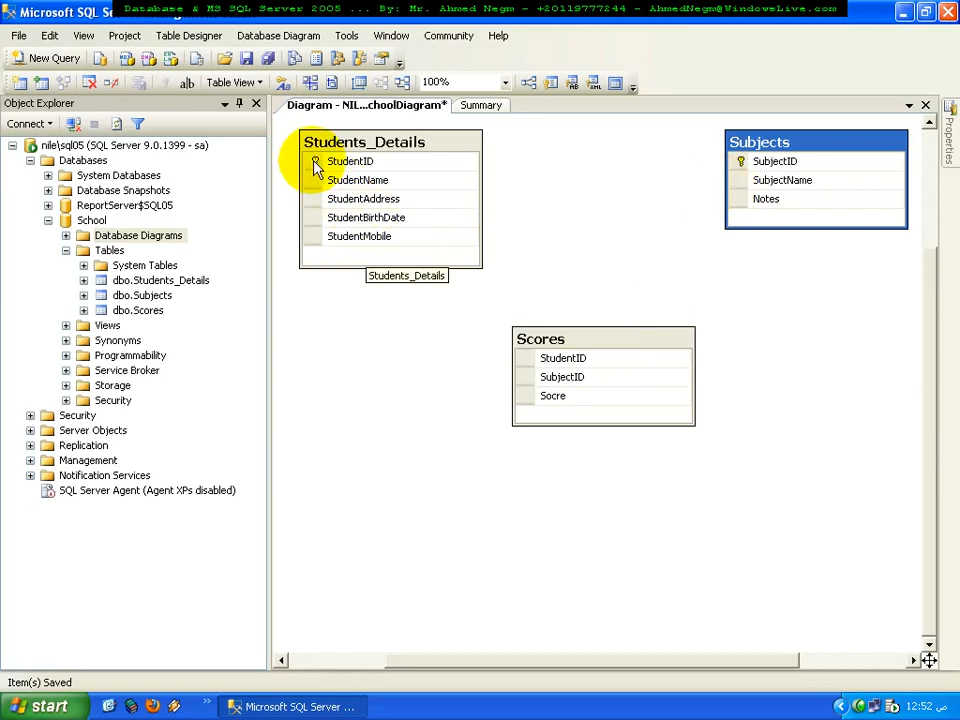 Microsoft SQL Se
Database & MS SQL Server 2005 ... By: Mr. Ahmed Negm - +20119777244 - AhmedNegm@WindowsLive.com
File Edit View Project Table Designer Database Diagram Tools Window Community Help
New Query
Table View 100%
Object Explorer
Diagram - NIL...choolDiagram* Summary
Connect
Properties
nile\sql05 (SQL Server 9.0.1399 - sa)
Databases
System Databases
Database Snapshots
ReportServer$SQL05
School
Database Diagrams
Tables
System Tables
dbo.Students_Details
dbo.Subjects
dbo.Scores
Views
Synonyms
Programmability
Service Broker
Storage
Security
Security
Server Objects
Replication
Management
Notification Services
SQL Server Agent (Agent XPs disabled)
Students_Details
StudentID
StudentName
StudentAddress
StudentBirthDate
StudentMobile
Students_Details
Subjects
SubjectID
SubjectName
Notes
Scores
StudentID
SubjectID
Socre
Item(s) Saved
start
Microsoft SQL Server ...
12:52 ص